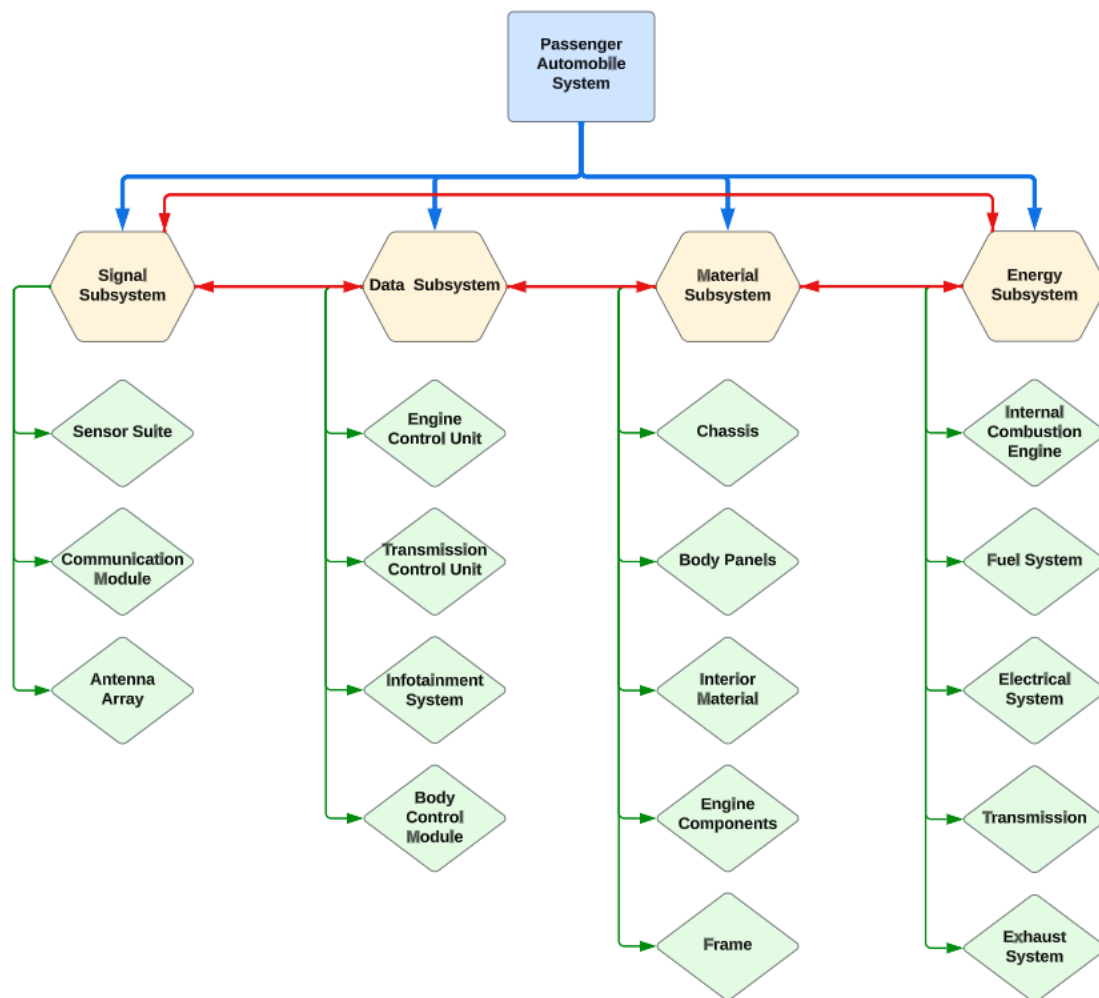 Passenger
Automobile
System
Signal
Subsystem
Data Subsystem
Material
Subsystem
Energy
Subsystem
Sensor Suite
Communication
Module
Antenna
Array
Engine
Control Unit
Transmission
Control Unit
Infotainment
System
Body
Control
Module
Chassis
Body Panels
Interior
Material
Engine
Components
Frame
Internal
Combustion
Engine
Fuel System
Electrical
System
Transmission
Exhaust
System